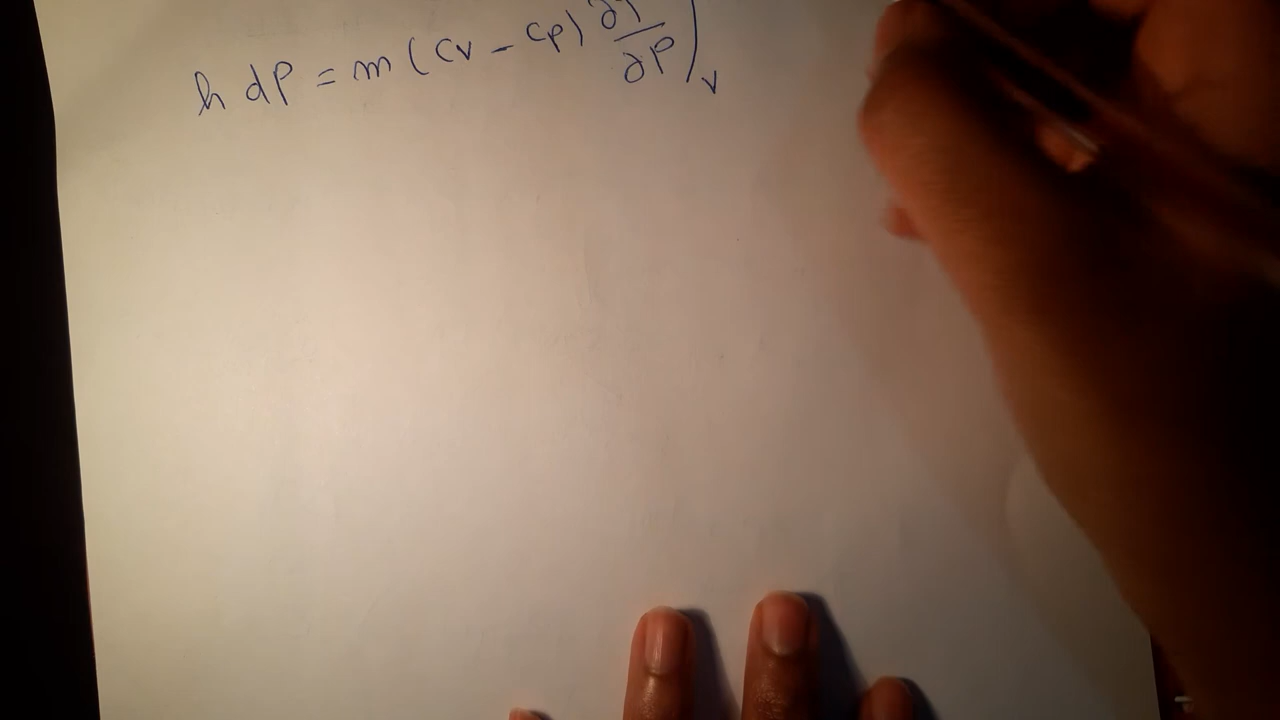 h dP = m (cv - cp) ∂T/∂P)v